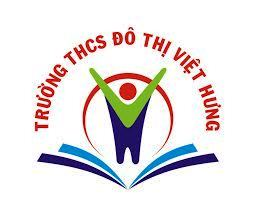 TRƯỜNG THCS ĐÔ THỊ VIỆT HƯNG